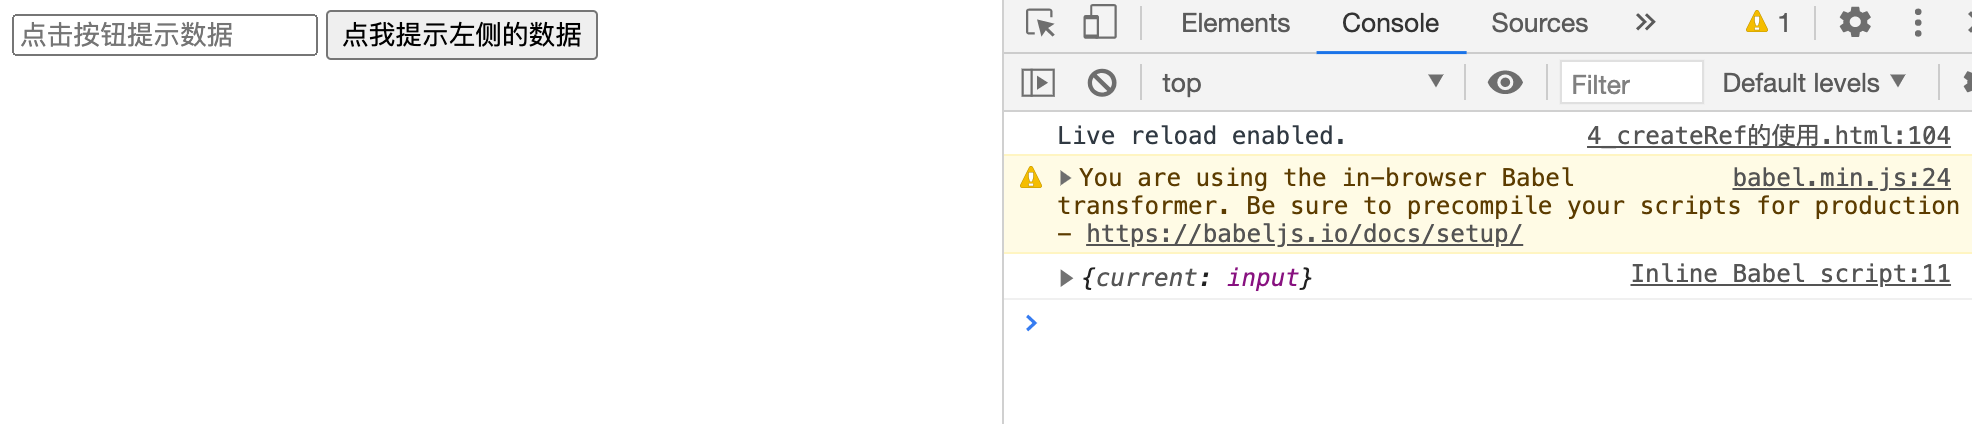 点击按钮提示数据 点我提示左侧的数据
Elements Console Sources 1
top Filter Default levels
Live reload enabled. 4_createRef的使用.html:104
You are using the in-browser Babel babel.min.js:24
transformer. Be sure to precompile your scripts for production
- https://babeljs.io/docs/setup/
{current: input} Inline Babel script:11